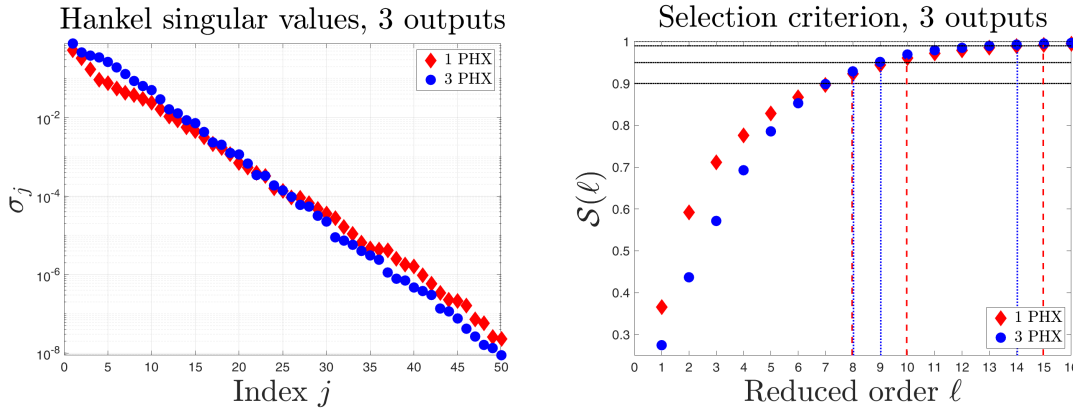 Hankel singular values, 3 outputs
1 PHX
3 PHX
10^-2
10^-4
10^-6
10^-8
σ_j
0 5 10 15 20 25 30 35 40 45 50
Index j
Selection criterion, 3 outputs
1
0.9
0.8
0.7
0.6
0.5
0.4
0.3
S(ℓ)
1 PHX
3 PHX
0 1 2 3 4 5 6 7 8 9 10 11 12 13 14 15 16
Reduced order ℓ